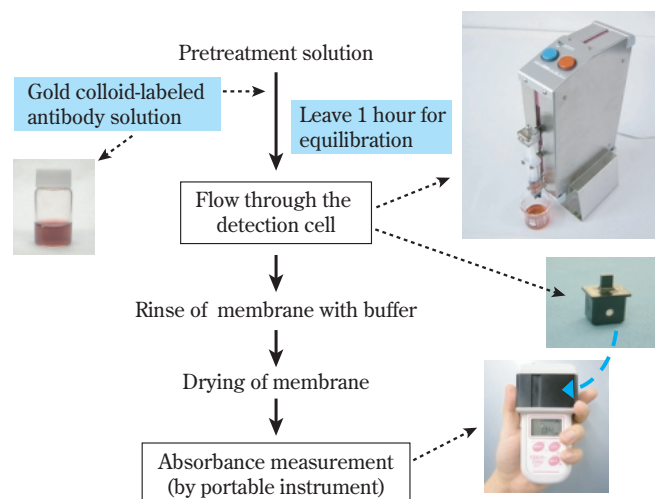 Pretreatment solution
Gold colloid-labeled
antibody solution
Leave 1 hour for
equilibration
Flow through the
detection cell
Rinse of membrane with buffer
Drying of membrane
Absorbance measurement
(by portable instrument)